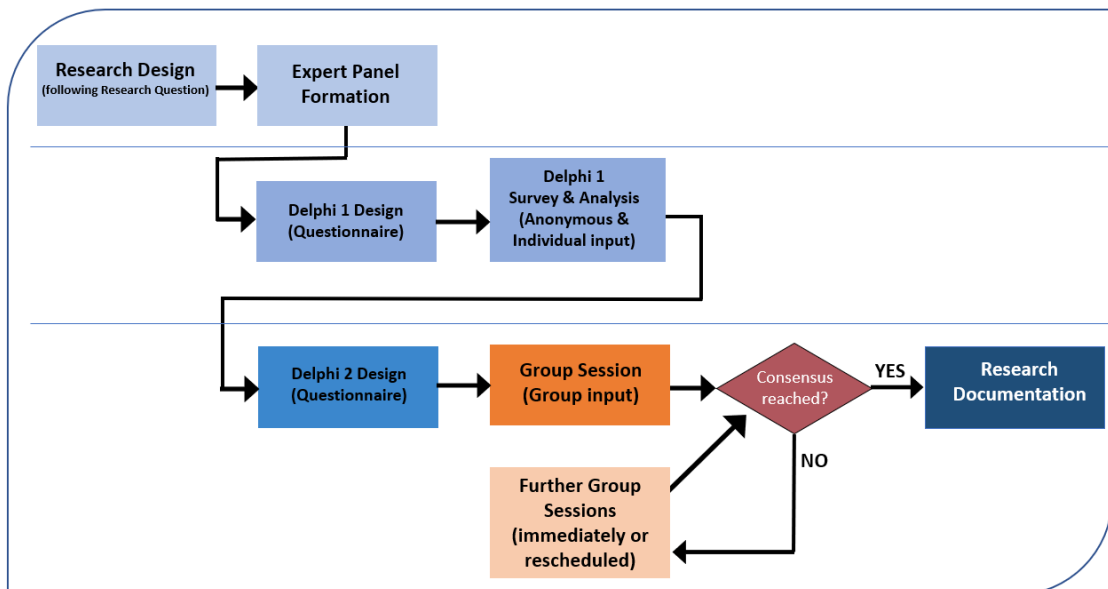 Research Design
(following Research Question)
Expert Panel
Formation
Delphi 1 Design
(Questionnaire)
Delphi 1
Survey & Analysis
(Anonymous &
Individual input)
Delphi 2 Design
(Questionnaire)
Group Session
(Group input)
Consensus
reached?
YES
Research
Documentation
NO
Further Group
Sessions
(immediately or
rescheduled)